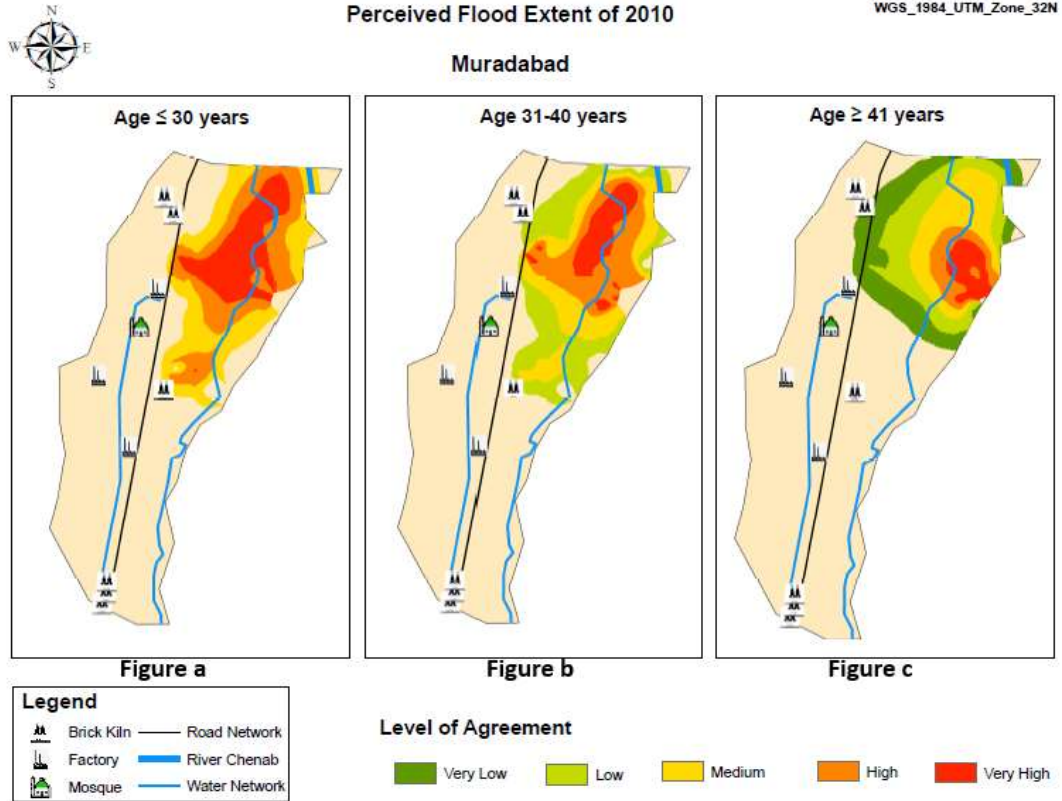 N
W E
S
Perceived Flood Extent of 2010
WGS_1984_UTM_Zone_32N
Muradabad
Age ≤ 30 years
Age 31-40 years
Age ≥ 41 years
Figure a
Figure b
Figure c
Legend
Brick Kiln Road Network
Factory River Chenab
Mosque Water Network
Level of Agreement
Very Low Low Medium High Very High